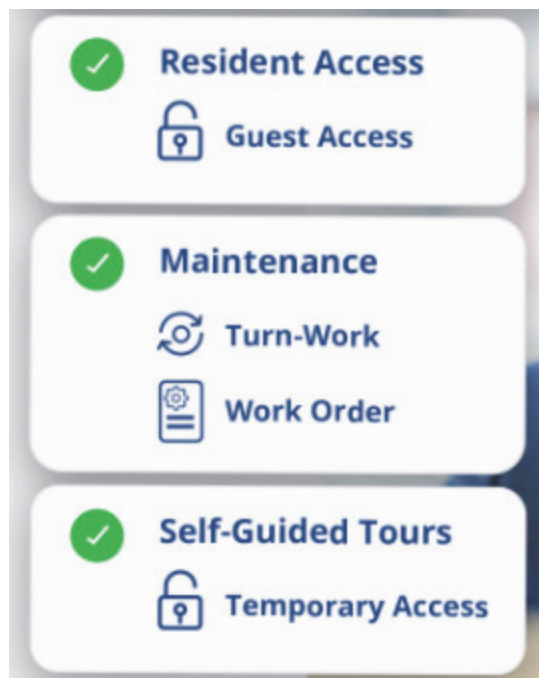 Resident Access
Guest Access
Maintenance
Turn-Work
Work Order
Self-Guided Tours
Temporary Access